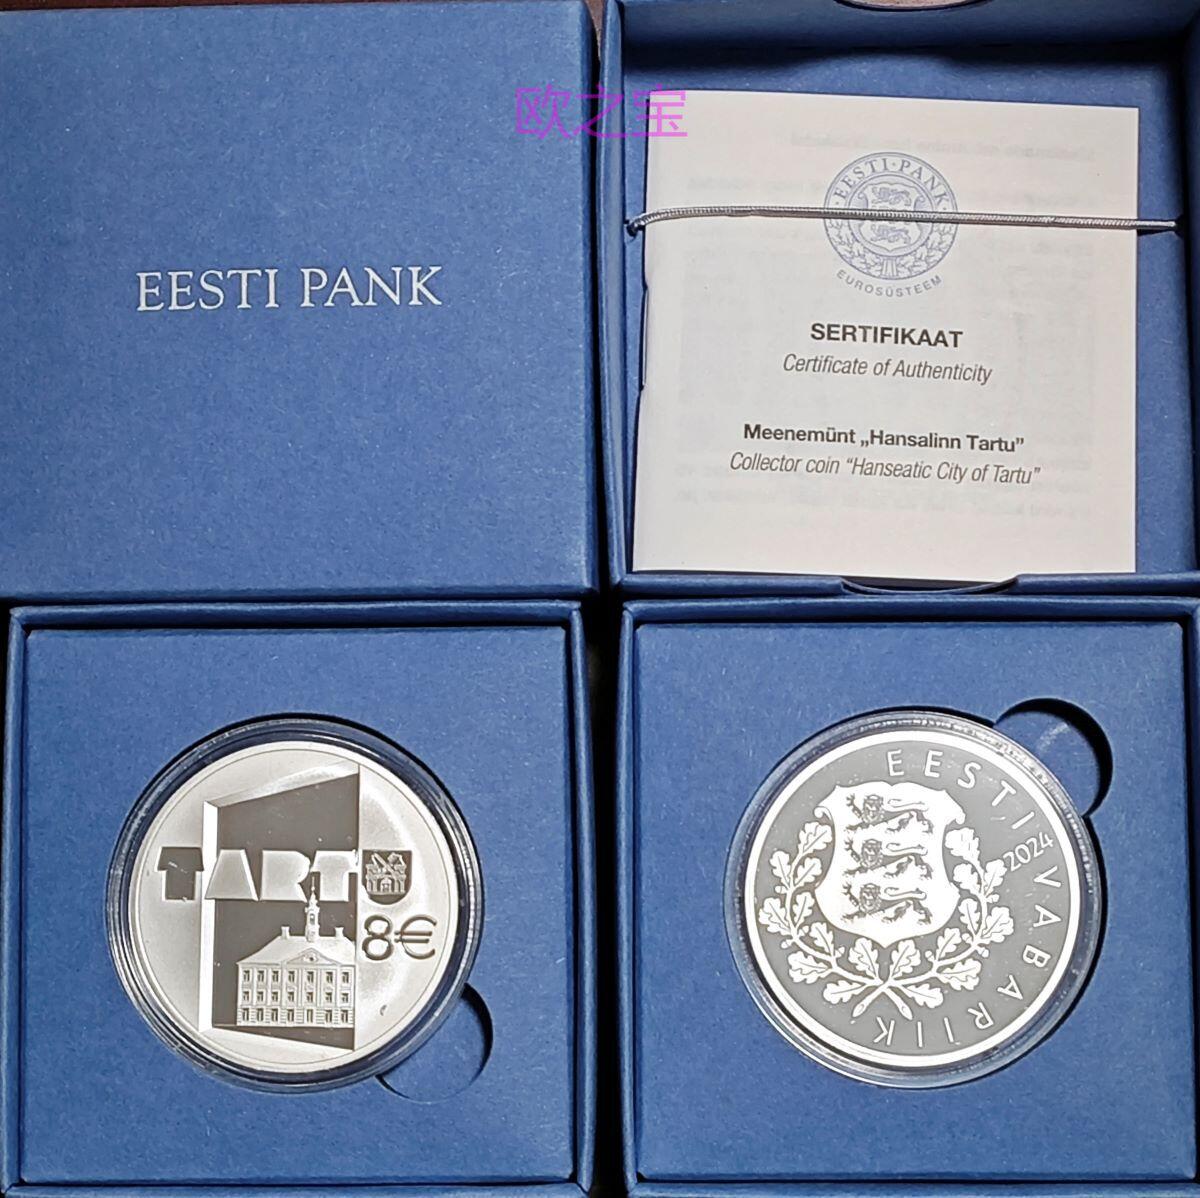 欧之宝
EESTI PANK
EESTI·PANK
EUROSÜSTEEM
SERTIFIKAAT
Certificate of Authenticity
Meenemünt „Hansalinn Tartu”
Collector coin “Hanseatic City of Tartu”
TARTU
8€
EESTI VABARIIK
2024